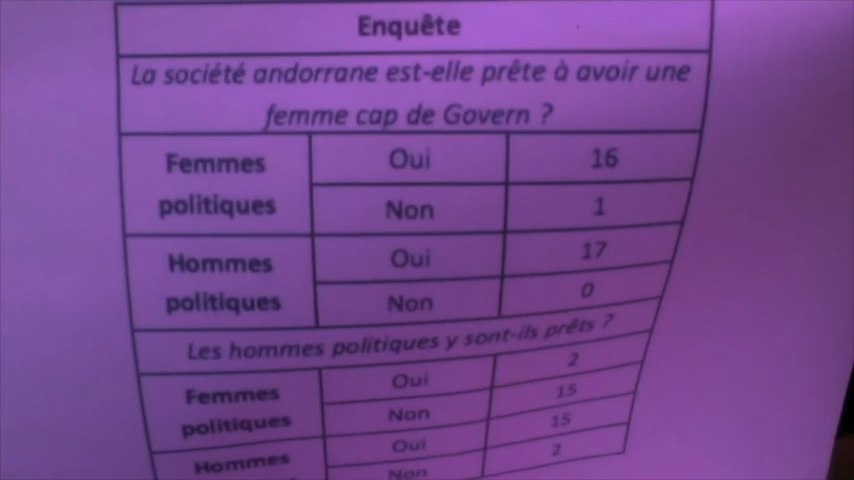 Enquête
La société andorrane est-elle prête à avoir une
femme cap de Govern ?
Femmes politiques Oui 16
Non 1
Hommes politiques Oui 17
Non 0
Les hommes politiques y sont-ils prêts ?
Femmes politiques Oui 2
Non 15
Hommes Oui 15
Non 2